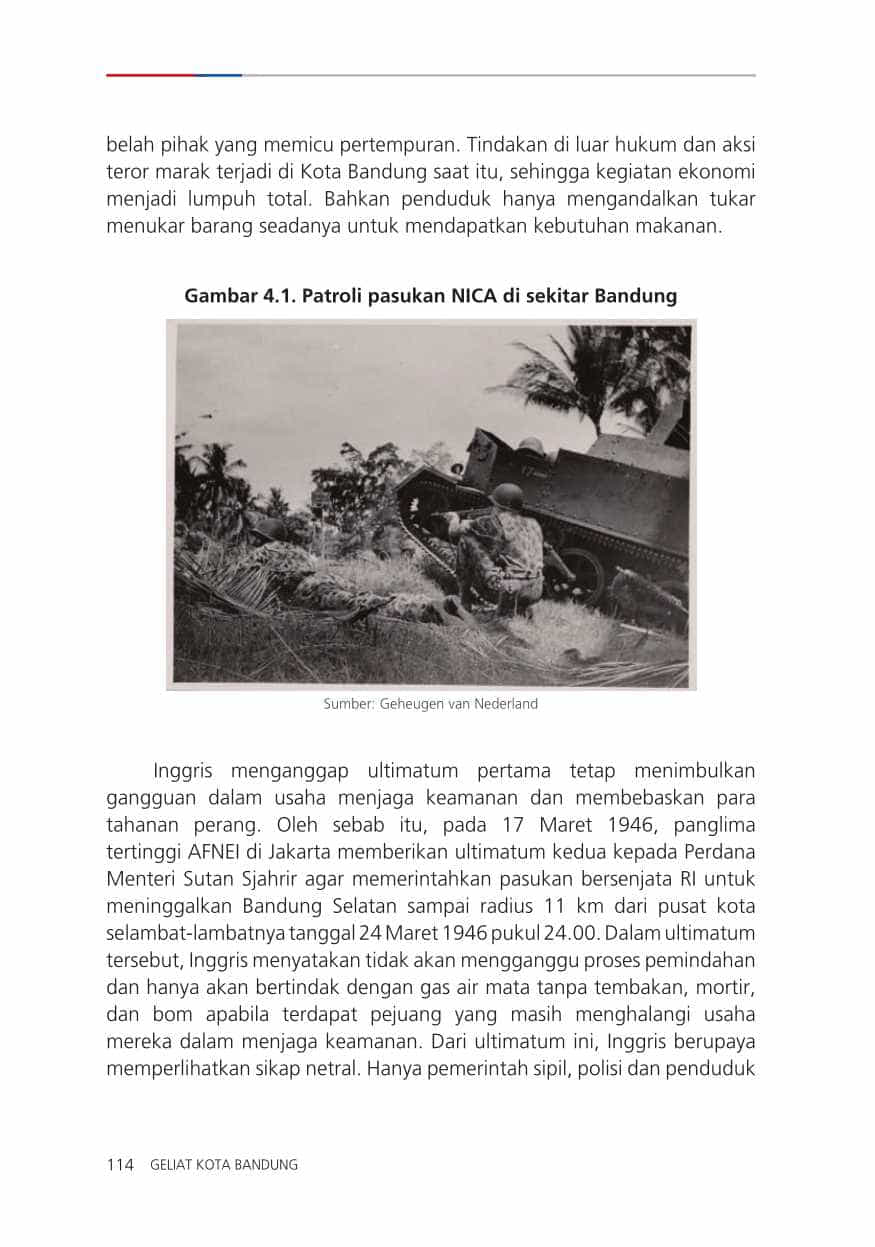 belah pihak yang memicu pertempuran. Tindakan di luar hukum dan aksi
teror marak terjadi di Kota Bandung saat itu, sehingga kegiatan ekonomi
menjadi lumpuh total. Bahkan penduduk hanya mengandalkan tukar
menukar barang seadanya untuk mendapatkan kebutuhan makanan.
Gambar 4.1. Patroli pasukan NICA di sekitar Bandung
Sumber: Geheugen van Nederland
Inggris menganggap ultimatum pertama tetap menimbulkan
gangguan dalam usaha menjaga keamanan dan membebaskan para
tahanan perang. Oleh sebab itu, pada 17 Maret 1946, panglima
tertinggi AFNEI di Jakarta memberikan ultimatum kedua kepada Perdana
Menteri Sutan Sjahrir agar memerintahkan pasukan bersenjata RI untuk
meninggalkan Bandung Selatan sampai radius 11 km dari pusat kota
selambat-lambatnya tanggal 24 Maret 1946 pukul 24.00. Dalam ultimatum
tersebut, Inggris menyatakan tidak akan mengganggu proses pemindahan
dan hanya akan bertindak dengan gas air mata tanpa tembakan, mortir,
dan bom apabila terdapat pejuang yang masih menghalangi usaha
mereka dalam menjaga keamanan. Dari ultimatum ini, Inggris berupaya
memperlihatkan sikap netral. Hanya pemerintah sipil, polisi dan penduduk
114 GELIAT KOTA BANDUNG